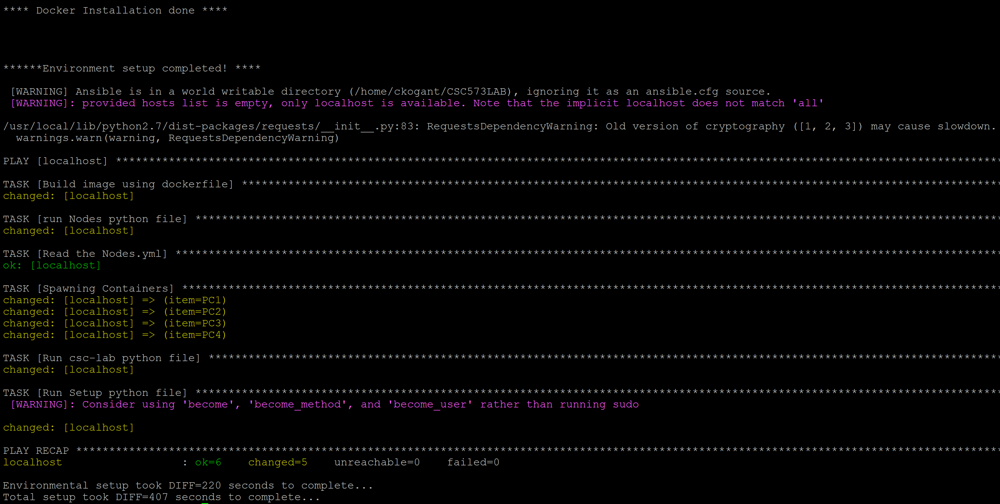 **** Docker Installation done ****
******Environment setup completed! ****
[WARNING] Ansible is in a world writable directory (/home/ckogant/CSC573LAB), ignoring it as an ansible.cfg source.
[WARNING]: provided hosts list is empty, only localhost is available. Note that the implicit localhost does not match 'all'
/usr/local/lib/python2.7/dist-packages/requests/__init__.py:83: RequestsDependencyWarning: Old version of cryptography ([1, 2, 3]) may cause slowdown.
warnings.warn(warning, RequestsDependencyWarning)
PLAY [localhost] **************************************************************************************************************************************
TASK [Build image using dockerfile] *******************************************************************************************************************
changed: [localhost]
TASK [run Nodes python file] **************************************************************************************************************************
changed: [localhost]
TASK [Read the Nodes.yml] *****************************************************************************************************************************
ok: [localhost]
TASK [Spawning Containers] ****************************************************************************************************************************
changed: [localhost] => (item=PC1)
changed: [localhost] => (item=PC2)
changed: [localhost] => (item=PC3)
changed: [localhost] => (item=PC4)
TASK [Run csc-lab python file] ************************************************************************************************************************
changed: [localhost]
TASK [Run Setup python file] **************************************************************************************************************************
[WARNING]: Consider using 'become', 'become_method', and 'become_user' rather than running sudo
changed: [localhost]
PLAY RECAP ********************************************************************************************************************************************
localhost : ok=6 changed=5 unreachable=0 failed=0
Environmental setup took DIFF=220 seconds to complete...
Total setup took DIFF=407 seconds to complete...